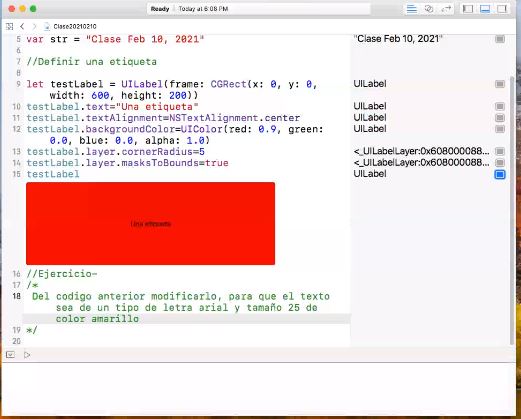 Ready | Today at 6:08 PM
Clase20210210
5 var str = "Clase Feb 10, 2021" "Clase Feb 10, 2021"
6
7 //Definir una etiqueta
8
9 let testLabel = UILabel(frame: CGRect(x: 0, y: 0, UILabel
width: 600, height: 200))
10 testLabel.text="Una etiqueta" UILabel
11 testLabel.textAlignment=NSTextAlignment.center UILabel
12 testLabel.backgroundColor=UIColor(red: 0.9, green: UILabel
0.0, blue: 0.0, alpha: 1.0)
13 testLabel.layer.cornerRadius=5 <_UILabelLayer:0x608000088...
14 testLabel.layer.masksToBounds=true <_UILabelLayer:0x608000088...
15 testLabel UILabel
Una etiqueta
16 //Ejercicio-
17 /*
18 Del codigo anterior modificarlo, para que el texto
sea de un tipo de letra arial y tamaño 25 de
color amarillo
19 */
20